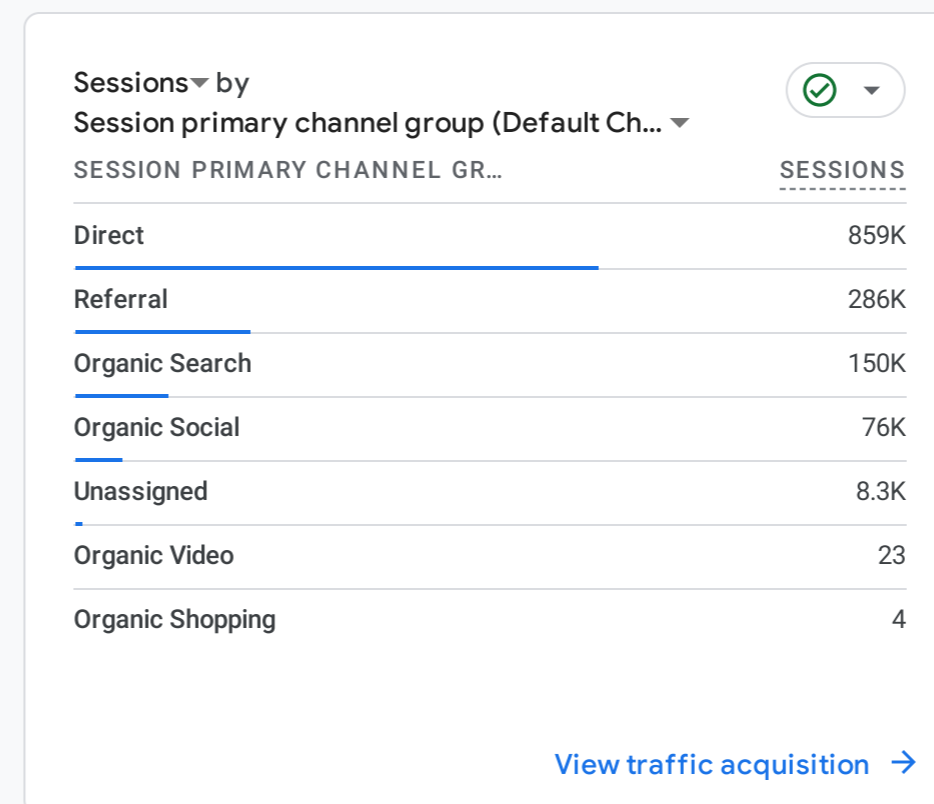 Sessions by
Session primary channel group (Default Ch...
SESSION PRIMARY CHANNEL GR... SESSIONS
Direct 859K
Referral 286K
Organic Search 150K
Organic Social 76K
Unassigned 8.3K
Organic Video 23
Organic Shopping 4
View traffic acquisition